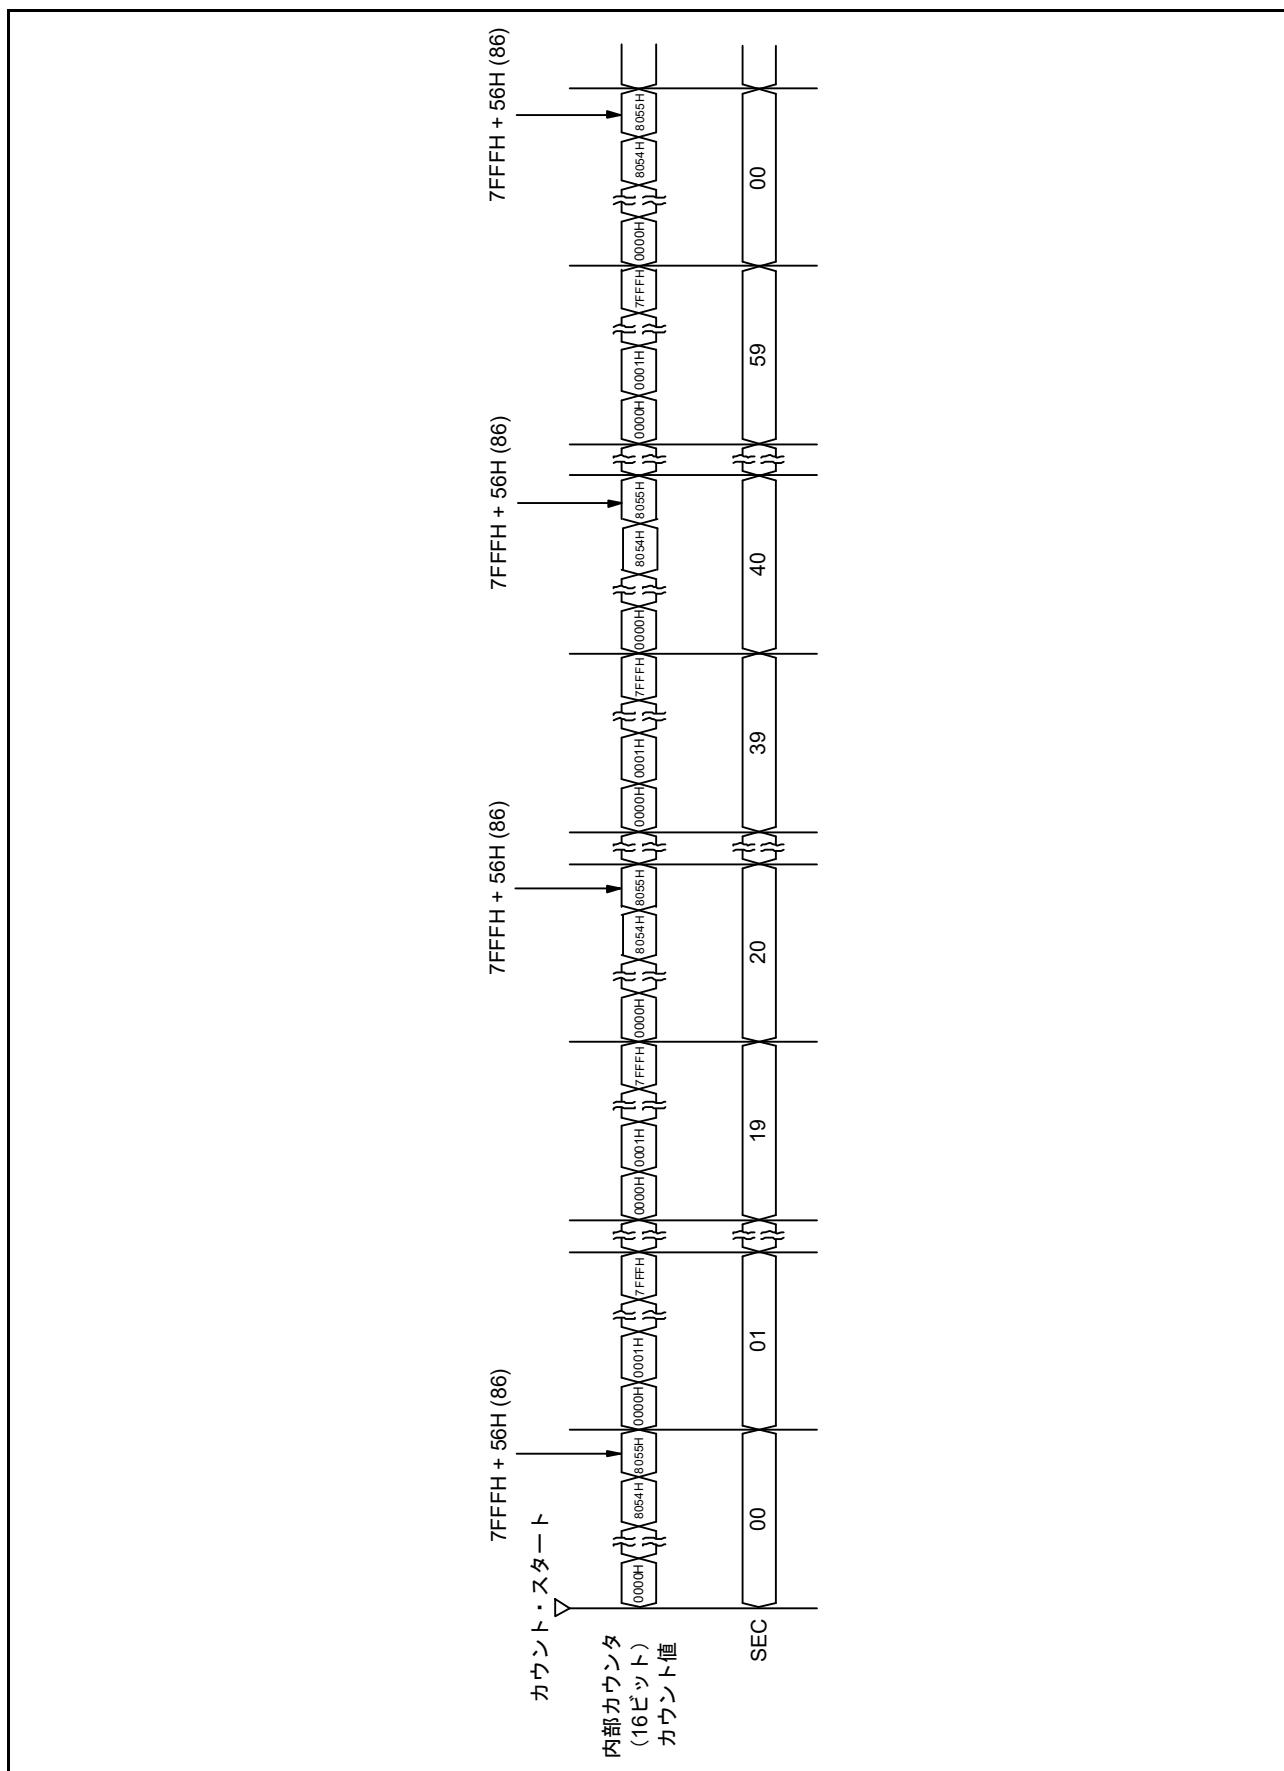 7FFFH + 56H (86) 7FFFH + 56H (86) 7FFFH + 56H (86) 7FFFH + 56H (86)
カウント・スタート
内部カウンタ
（16ビット）
カウント値
0000H 8054H 8055H 0000H 0001H 7FFFH 0000H 0001H 7FFFH 0000H 8054H 8055H 0000H 0001H 7FFFH 0000H 8054H 8055H 0000H 0001H 7FFFH 0000H 8054H 8055H
SEC 00 01 19 20 39 40 59 00